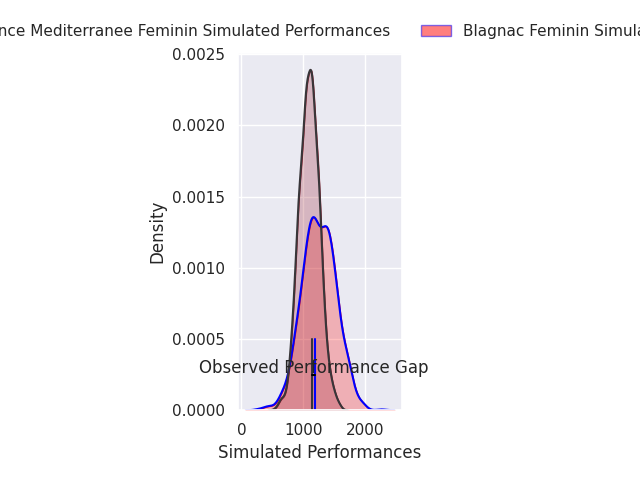 nce Mediterranee Feminin Simulated Performances
Blagnac Feminin Simula
0.0025
0.0020
0.0015
0.0010
0.0005
0.0000
Density
Observed Performance Gap
0
1000
2000
Simulated Performances